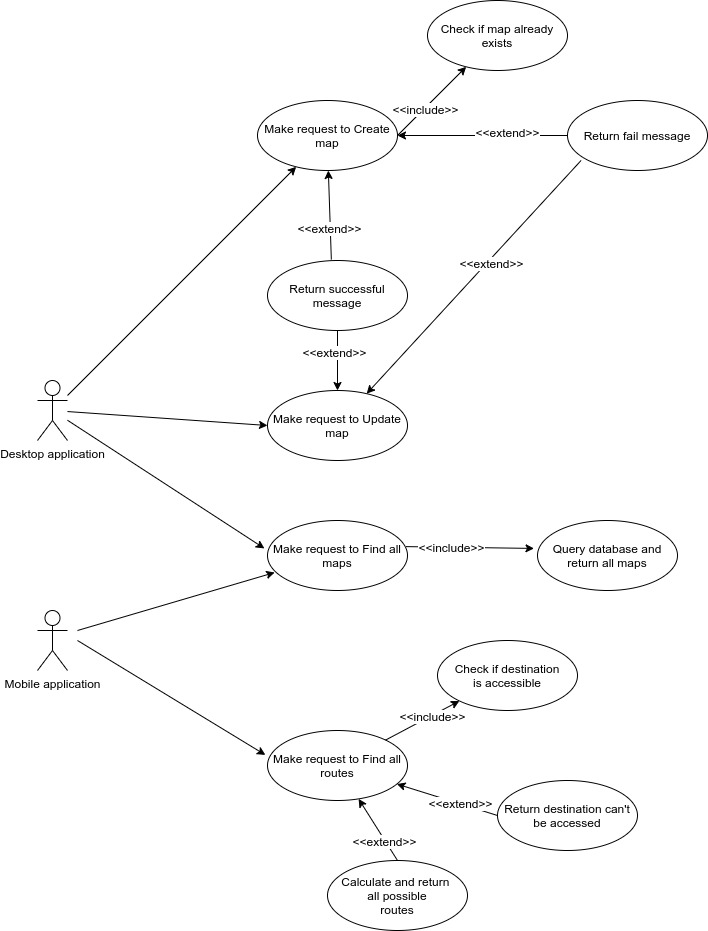 Check if map already
exists
<<include>>
Make request to Create
map
<<extend>>
Return fail message
<<extend>>
<<extend>>
Return successful
message
<<extend>>
Make request to Update
map
Desktop application
Make request to Find all
maps
<<include>>
Query database and
return all maps
Mobile application
Check if destination
is accessible
<<include>>
Make request to Find all
routes
<<extend>>
Return destination can't
be accessed
<<extend>>
Calculate and return
all possible
routes